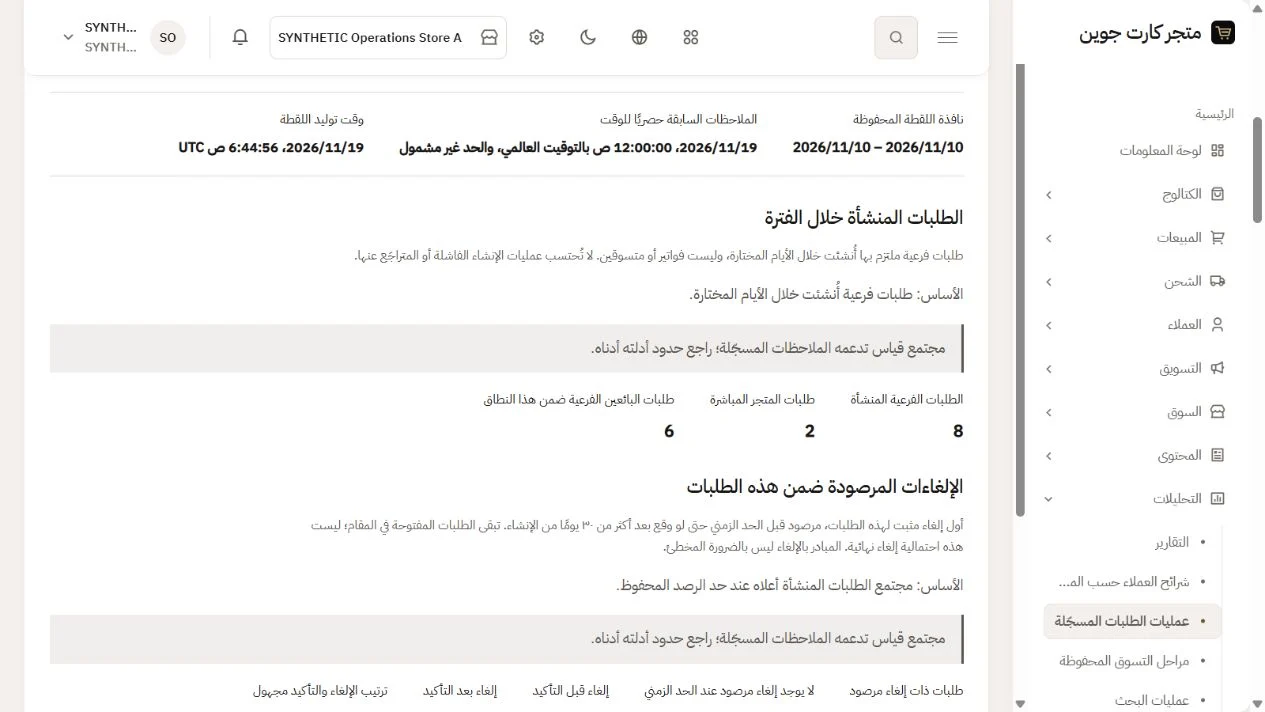 متجر كارت جوين
SYNTH...
SYNTH...
SO
SYNTHETIC Operations Store A
الرئيسية
لوحة المعلومات
الكتالوج
المبيعات
الشحن
العملاء
التسويق
السوق
المحتوى
التحليلات
التقارير
شرائح العملاء حسب المـ...
عمليات الطلبات المسجّلة
مراحل التسوق المحفوظة
عمليات البحث
نافذة اللقطة المحفوظة
2026/11/10 – 2026/11/10
الملاحظات السابقة حصريًا للوقت
2026/11/19، 12:00:00 ص بالتوقيت العالمي، والحد غير مشمول
وقت توليد اللقطة
2026/11/19، 6:44:56 ص UTC
الطلبات المنشأة خلال الفترة
طلبات فرعية ملتزم بها أُنشئت خلال الأيام المختارة، وليست فواتير أو متسوقين. لا تُحتسب عمليات الإنشاء الفاشلة أو المتراجَع عنها.
الأساس: طلبات فرعية أُنشئت خلال الأيام المختارة.
مجتمع قياس تدعمه الملاحظات المسجّلة؛ راجع حدود أدلته أدناه.
الطلبات الفرعية المنشأة
8
طلبات المتجر المباشرة
2
طلبات البائعين الفرعية ضمن هذا النطاق
6
الإلغاءات المرصودة ضمن هذه الطلبات
أول إلغاء مثبت لهذه الطلبات، مرصود قبل الحد الزمني حتى لو وقع بعد أكثر من ٣٠ يومًا من الإنشاء. تبقى الطلبات المفتوحة في المقام؛ ليست
هذه احتمالية إلغاء نهائية. المبادر بالإلغاء ليس بالضرورة المخطئ.
الأساس: مجتمع الطلبات المنشأة أعلاه عند حد الرصد المحفوظ.
مجتمع قياس تدعمه الملاحظات المسجّلة؛ راجع حدود أدلته أدناه.
طلبات ذات إلغاء مرصود
لا يوجد إلغاء مرصود عند الحد الزمني
إلغاء قبل التأكيد
إلغاء بعد التأكيد
ترتيب الإلغاء والتأكيد مجهول